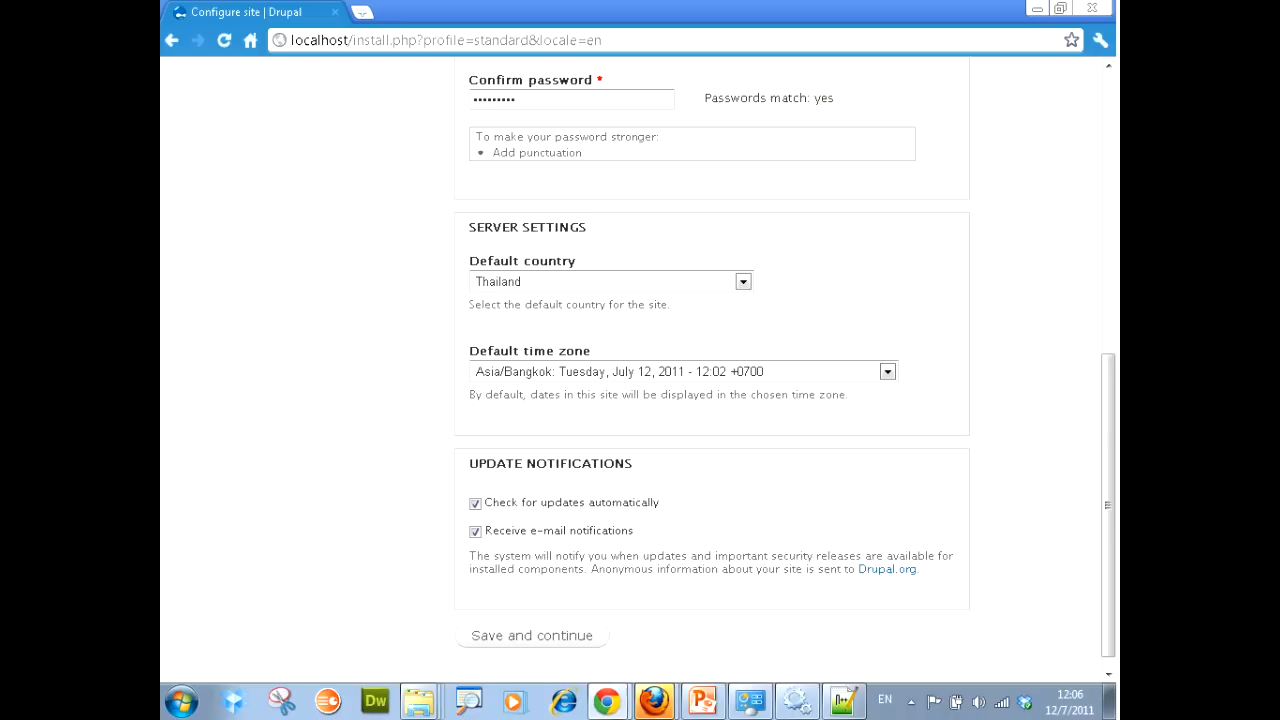 Configure site | Drupal
localhost/install.php?profile=standard&locale=en
Confirm password *
•••••••••
Passwords match: yes
To make your password stronger:
• Add punctuation
SERVER SETTINGS
Default country
Thailand
Select the default country for the site.
Default time zone
Asia/Bangkok: Tuesday, July 12, 2011 - 12:02 +0700
By default, dates in this site will be displayed in the chosen time zone.
UPDATE NOTIFICATIONS
Check for updates automatically
Receive e-mail notifications
The system will notify you when updates and important security releases are available for
installed components. Anonymous information about your site is sent to Drupal.org.
Save and continue
Dw
EN
12:06
12/7/2011